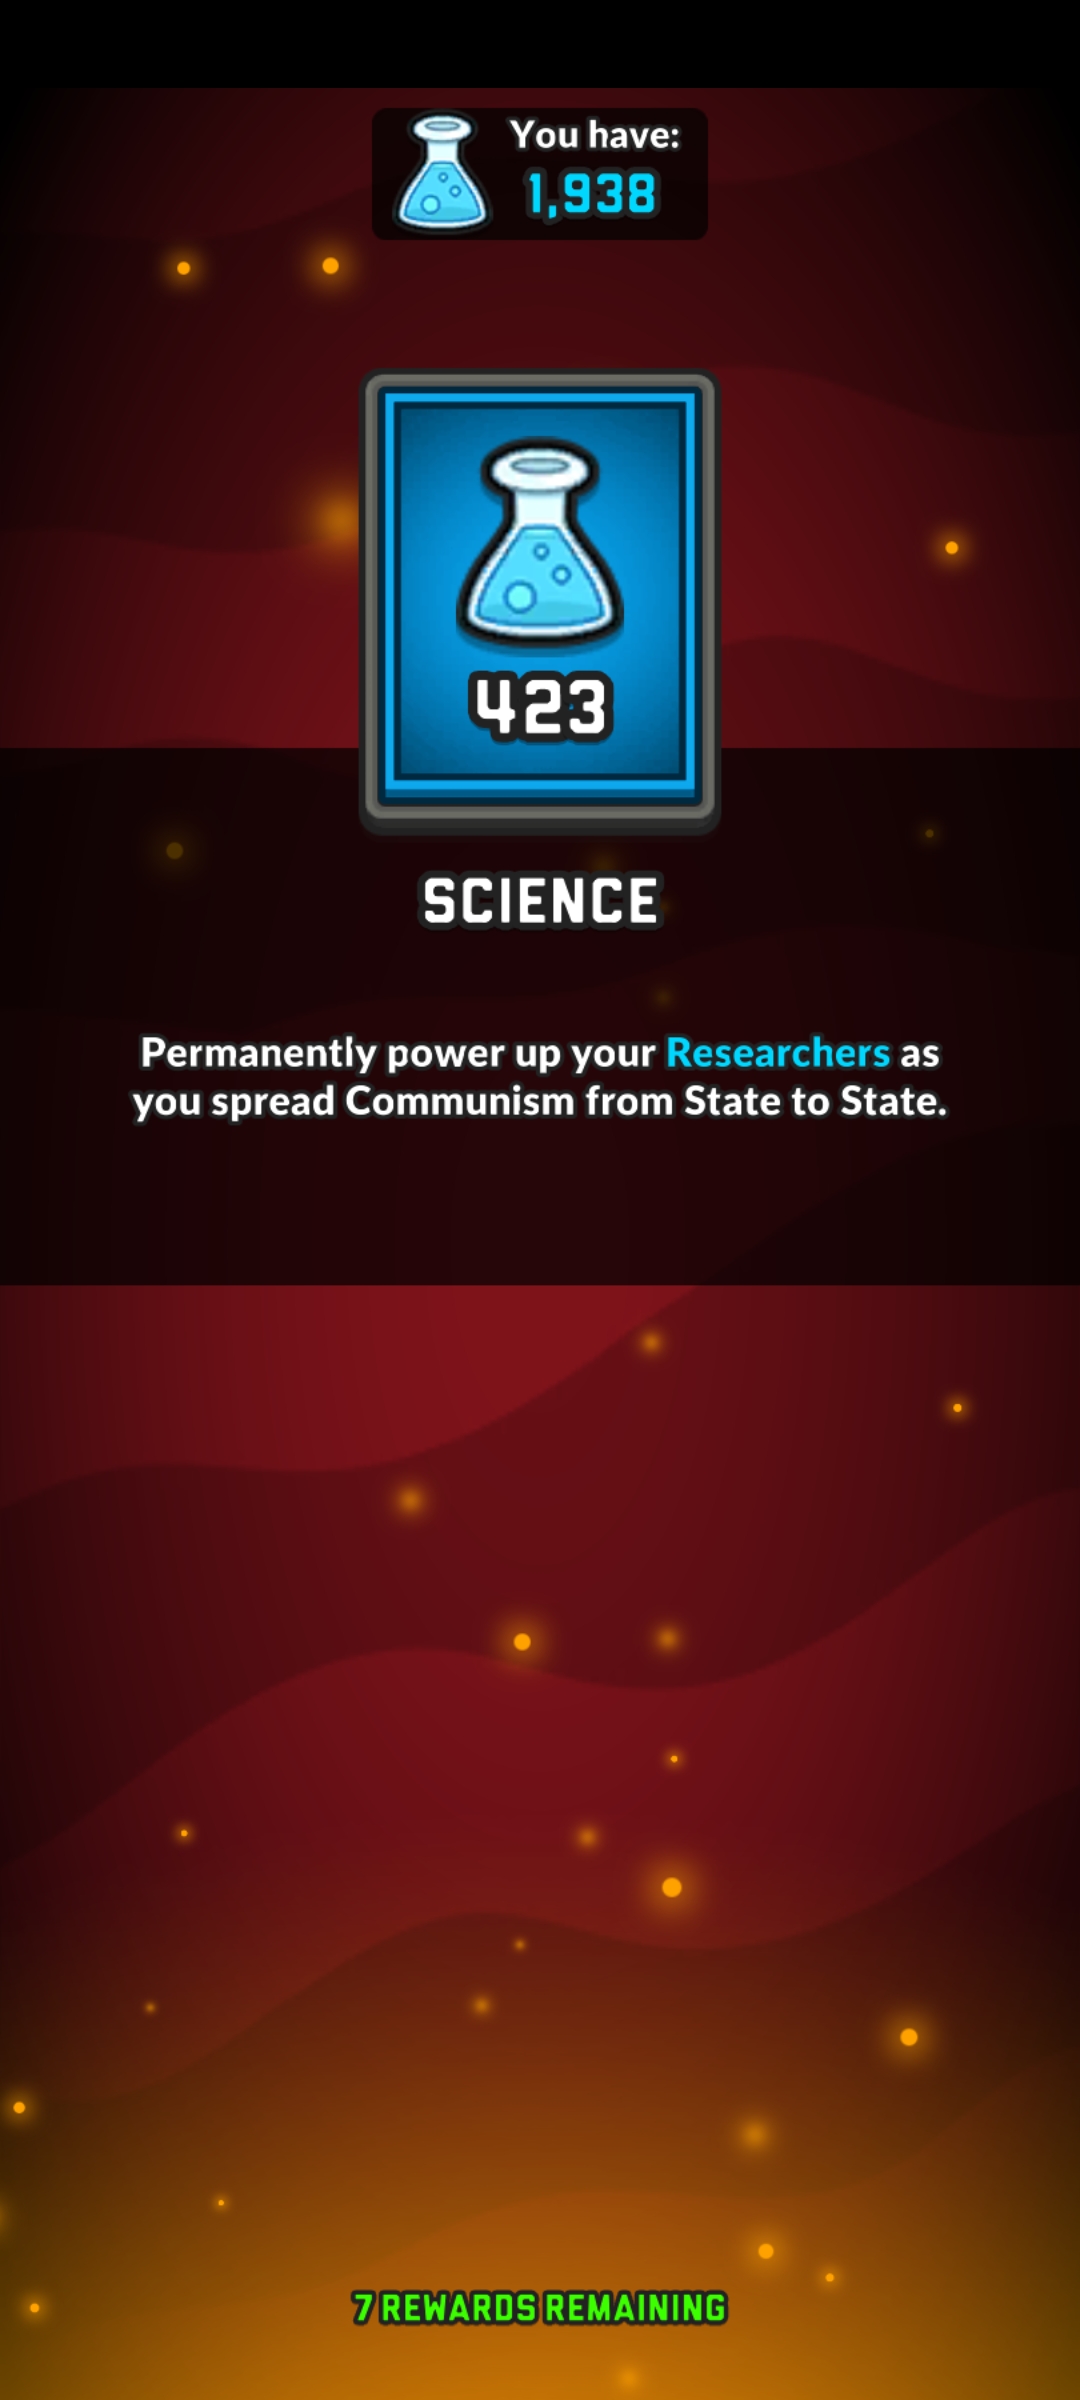 You have:
1,938
423
SCIENCE
Permanently power up your Researchers as
you spread Communism from State to State.
7 REWARDS REMAINING